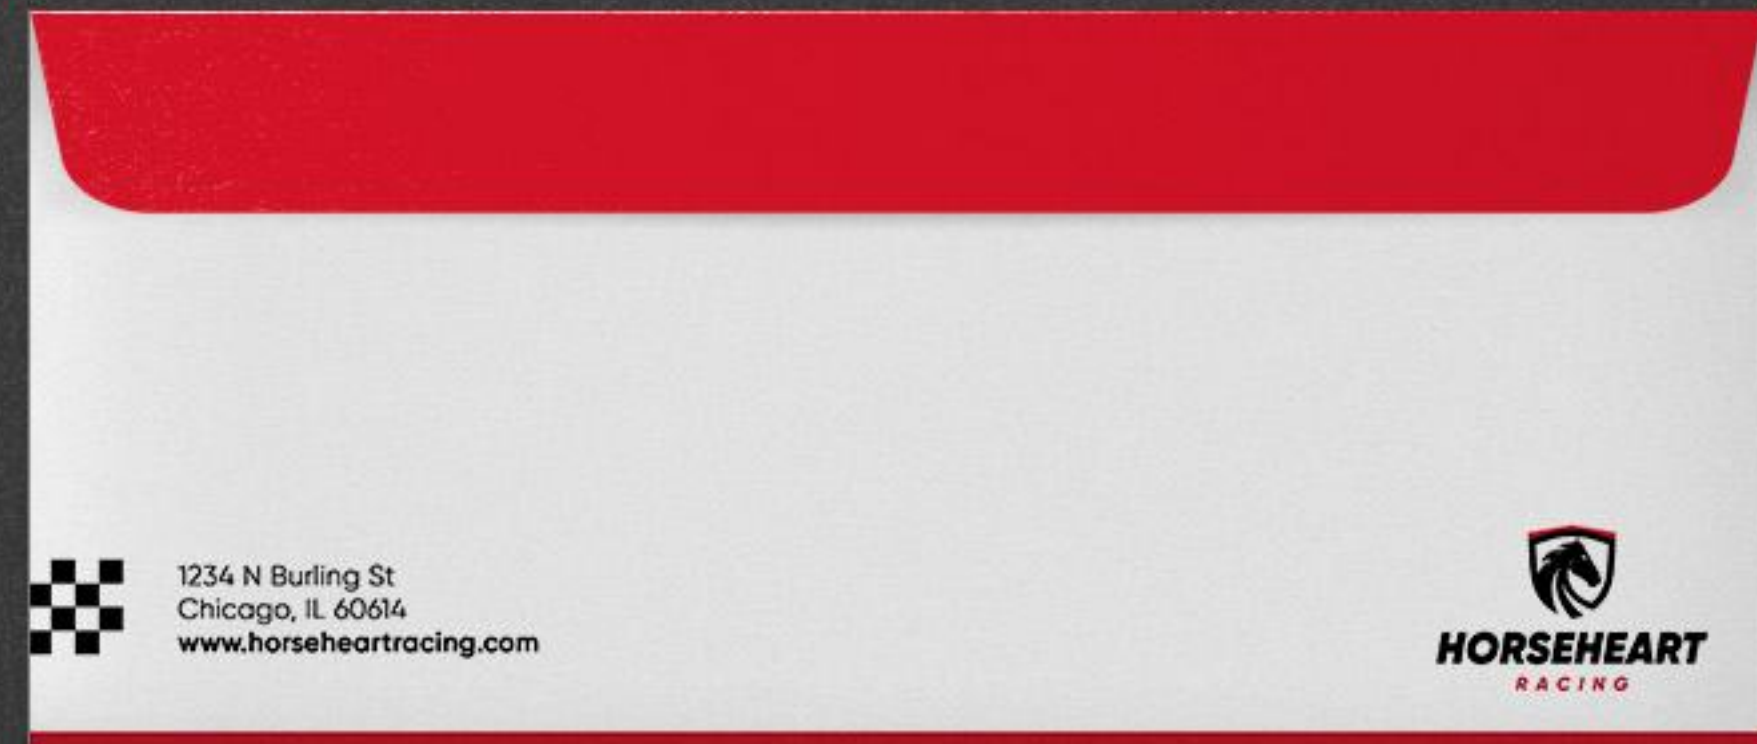 1234 N Burling St
Chicago, IL 60614
www.horseheartracing.com
HORSEHEART
RACING